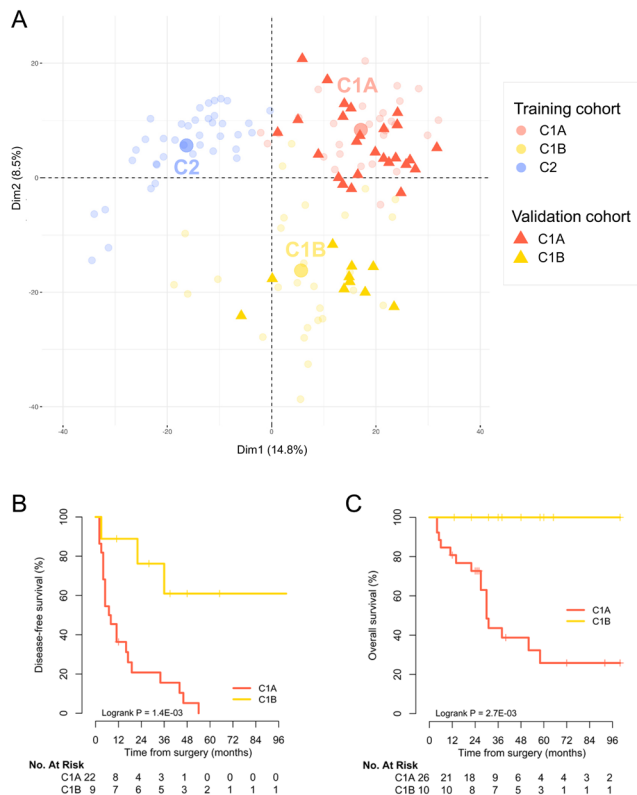 A
C1A
C2
C1B
20
0
-20
-40
-40
-20
0
20
40
Dim2 (8.5%)
Dim1 (14.8%)
Training cohort
C1A
C1B
C2
Validation cohort
C1A
C1B
B
Disease-free survival (%)
100
80
60
40
20
0
C1A
C1B
Logrank P = 1.4E-03
0 12 24 36 48 60 72 84 96
Time from surgery (months)
No. At Risk
C1A 22 8 4 3 1 0 0 0 0
C1B 9 7 6 5 3 2 1 1 1
C
Overall survival (%)
100
80
60
40
20
0
C1A
C1B
Logrank P = 2.7E-03
0 12 24 36 48 60 72 84 96
Time from surgery (months)
No. At Risk
C1A 26 21 18 9 6 4 4 3 2
C1B 10 10 8 7 5 3 1 1 1